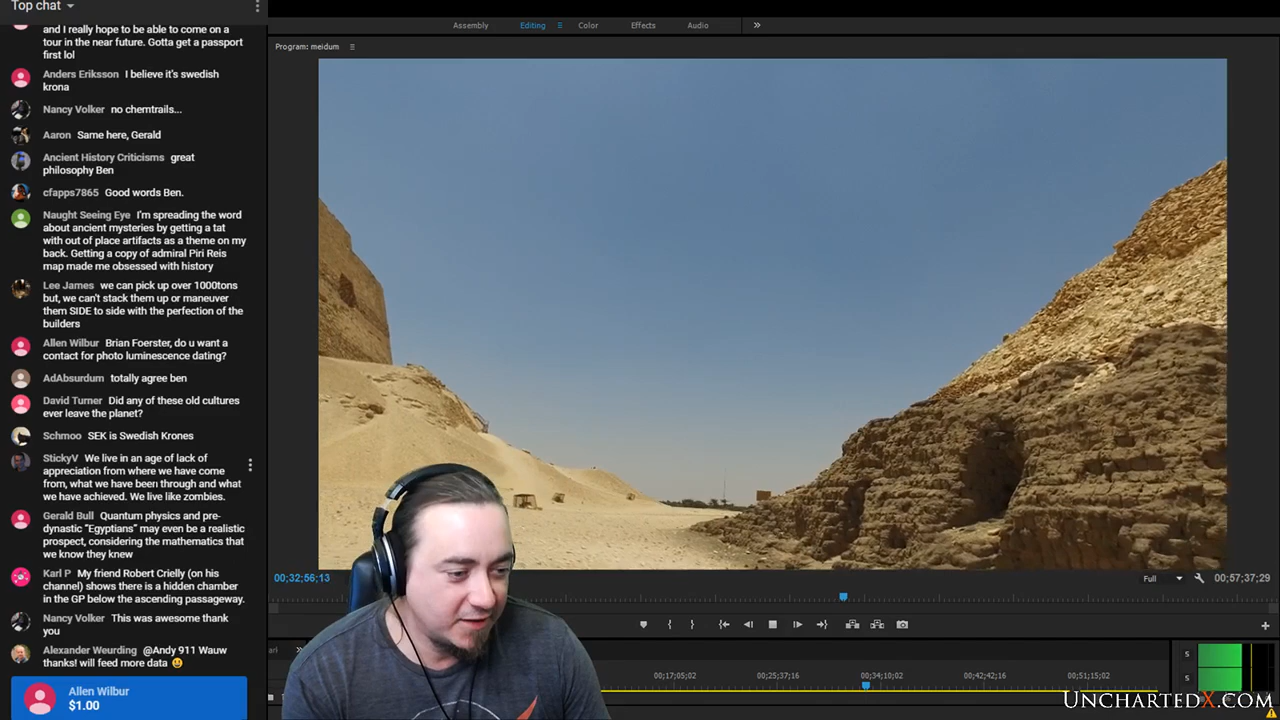 Top chat
and I really hope to be able to come on a
tour in the near future. Gotta get a passport
first lol
Anders Eriksson I believe it's swedish
krona
Nancy Volker no chemtrails...
Aaron Same here, Gerald
Ancient History Criticisms great
philosophy Ben
cfapps7865 Good words Ben.
Naught Seeing Eye I'm spreading the word
about ancient mysteries by getting a tat
with out of place artifacts as a theme on my
back. Getting a copy of admiral Piri Reis
map made me obsessed with history
Lee James we can pick up over 1000tons
but, we can't stack them up or maneuver
them SIDE to side with the perfection of the
builders
Allen Wilbur Brian Foerster, do u want a
contact for photo luminescence dating?
AdAbsurdum totally agree ben
David Turner Did any of these old cultures
ever leave the planet?
Schmoo SEK is Swedish Krones
StickyV We live in an age of lack of
appreciation from where we have come
from, what we have been through and what
we have achieved. We live like zombies.
Gerald Bull Quantum physics and pre-
dynastic "Egyptians" may even be a realistic
prospect, considering the mathematics that
we know they knew
Karl P My friend Robert Crielly (on his
channel) shows there is a hidden chamber
in the GP below the ascending passageway.
Nancy Volker This was awesome thank
you
Alexander Weurding @Andy 911 Wauw
thanks! will feed more data 😃
Allen Wilbur
$1.00
Assembly Editing Color Effects Audio
Program: meidum
00;32;56;13
Full
00;57;37;29
00;17;05;02 00;25;37;16 00;34;10;02 00;42;42;16 00;51;15;02
S
S
UNCHARTEDX.COM